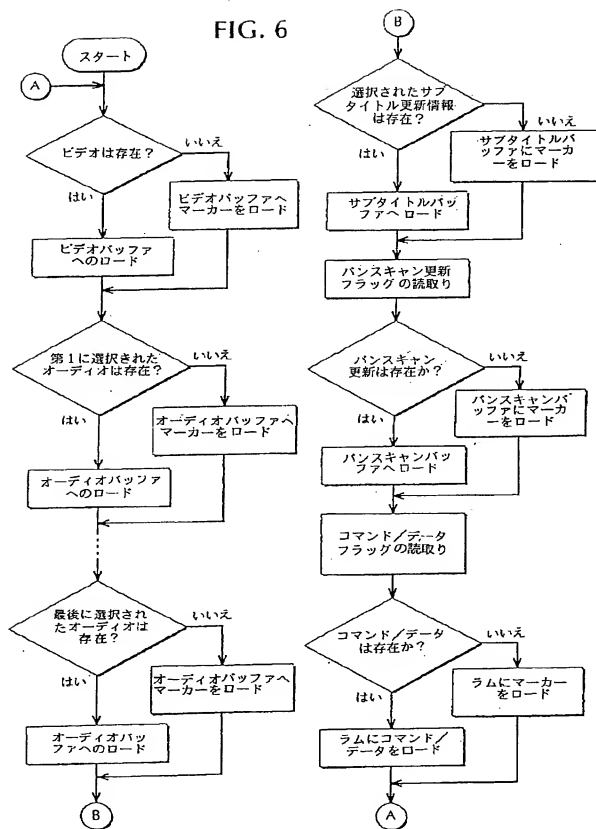 FIG. 6
スタート
A
ビデオは存在？
いいえ
はい
ビデオバッファへ
マーカーをロード
ビデオバッファ
へのロード
第1に選択された
オーディオは存在？
いいえ
はい
オーディオバッファへ
マーカーをロード
オーディオバッファ
へのロード
最後に選択され
たオーディオは
存在？
いいえ
はい
オーディオバッファへ
マーカーをロード
オーディオバッ
ファへのロード
B
B
選択されたサブ
タイトル更新情報
は存在？
いいえ
はい
サブタイトルバッ
ファにマーカー
をロード
サブタイトルバッ
ファへロード
パンスキャン更新
フラッグの読取り
パンスキャン
更新は存在か？
いいえ
はい
パンスキャンバ
ッファにマーカ
ーをロード
パンスキャンバッ
ファへロード
コマンド／データ
フラッグの読取り
コマンド／データ
は存在か？
いいえ
はい
ラムにマーカー
をロード
ラムにコマンド／
データをロード
A